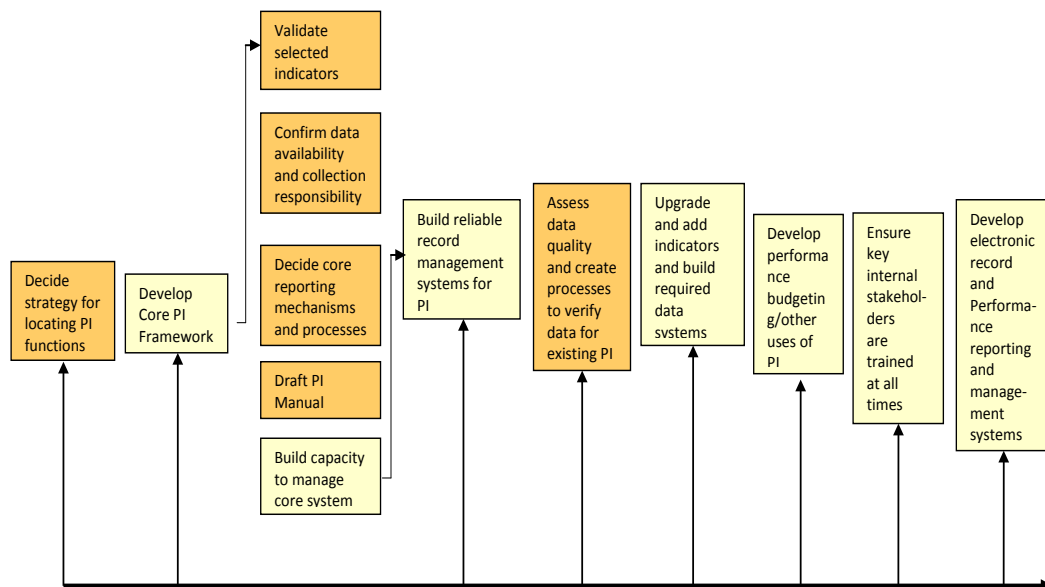 Decide
strategy for
locating PI
functions
Develop
Core PI
Framework
Validate
selected
indicators
Confirm data
availability
and collection
responsibility
Decide core
reporting
mechanisms
and processes
Draft PI
Manual
Build capacity
to manage
core system
Build reliable
record
management
systems for
PI
Assess
data
quality
and create
processes
to verify
data for
existing PI
Upgrade
and add
indicators
and build
required
data
systems
Develop
performa
nce
budgetin
g/other
uses of
PI
Ensure
key
internal
stakehol-
ders
are
trained
at all
times
Develop
electronic
record
and
Performa-
nce
reporting
and
manage-
ment
systems